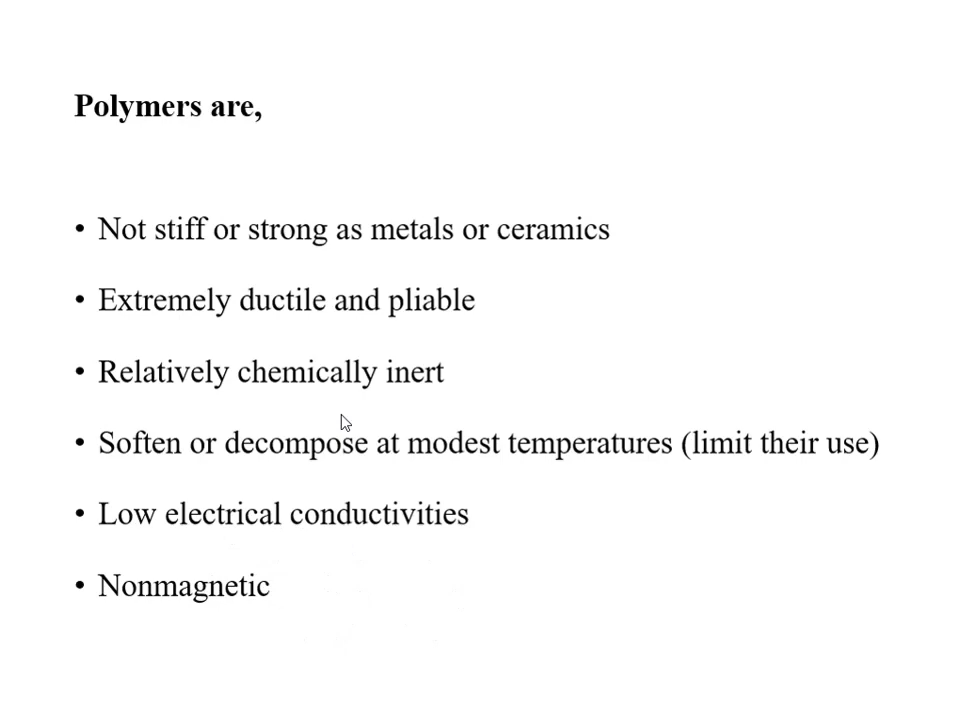 Polymers are,
• Not stiff or strong as metals or ceramics
• Extremely ductile and pliable
• Relatively chemically inert
• Soften or decompose at modest temperatures (limit their use)
• Low electrical conductivities
• Nonmagnetic